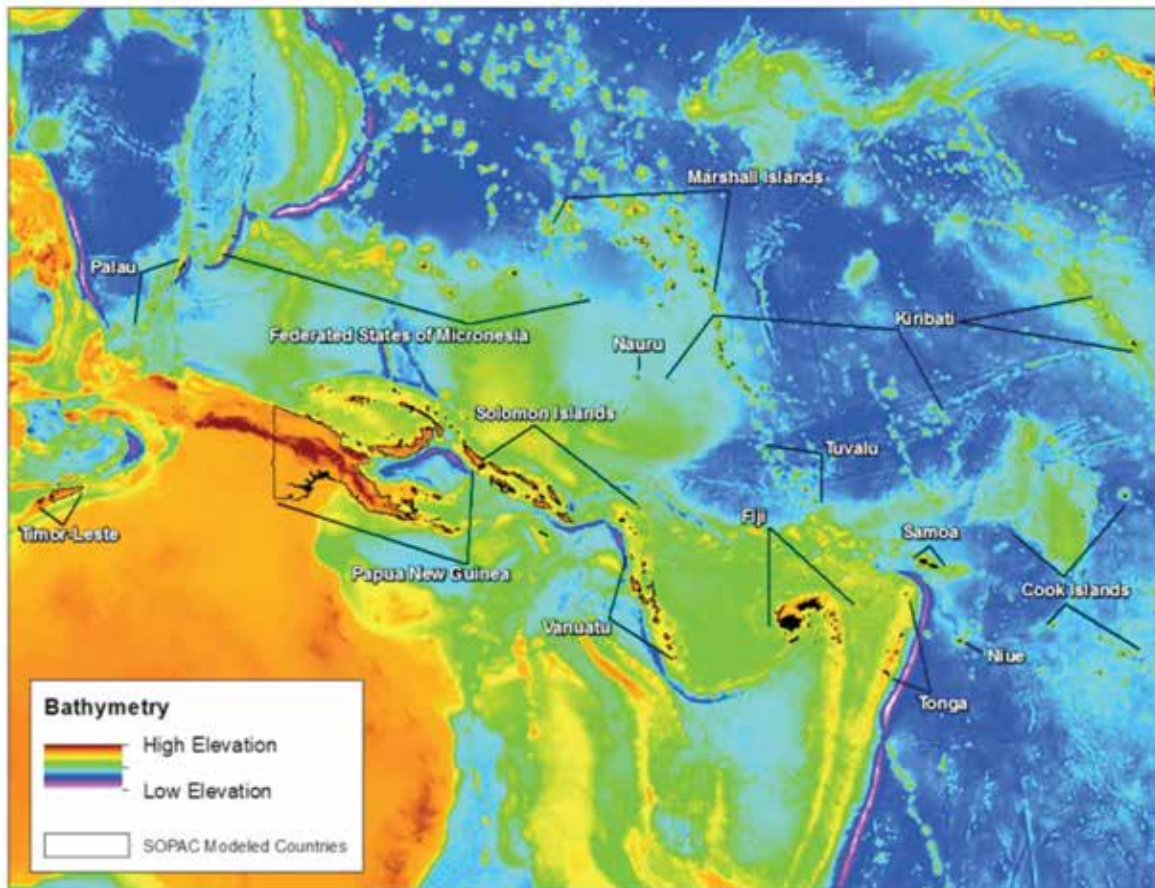 Marshall Islands
Palau
Kiribati
Federated States of Micronesia
Nauru
Solomon Islands
Tuvalu
Fiji
Samoa
Timor-Leste
Papua New Guinea
Cook Islands
Vanuatu
Niue
Tonga
Bathymetry
High Elevation
Low Elevation
SOPAC Modeled Countries